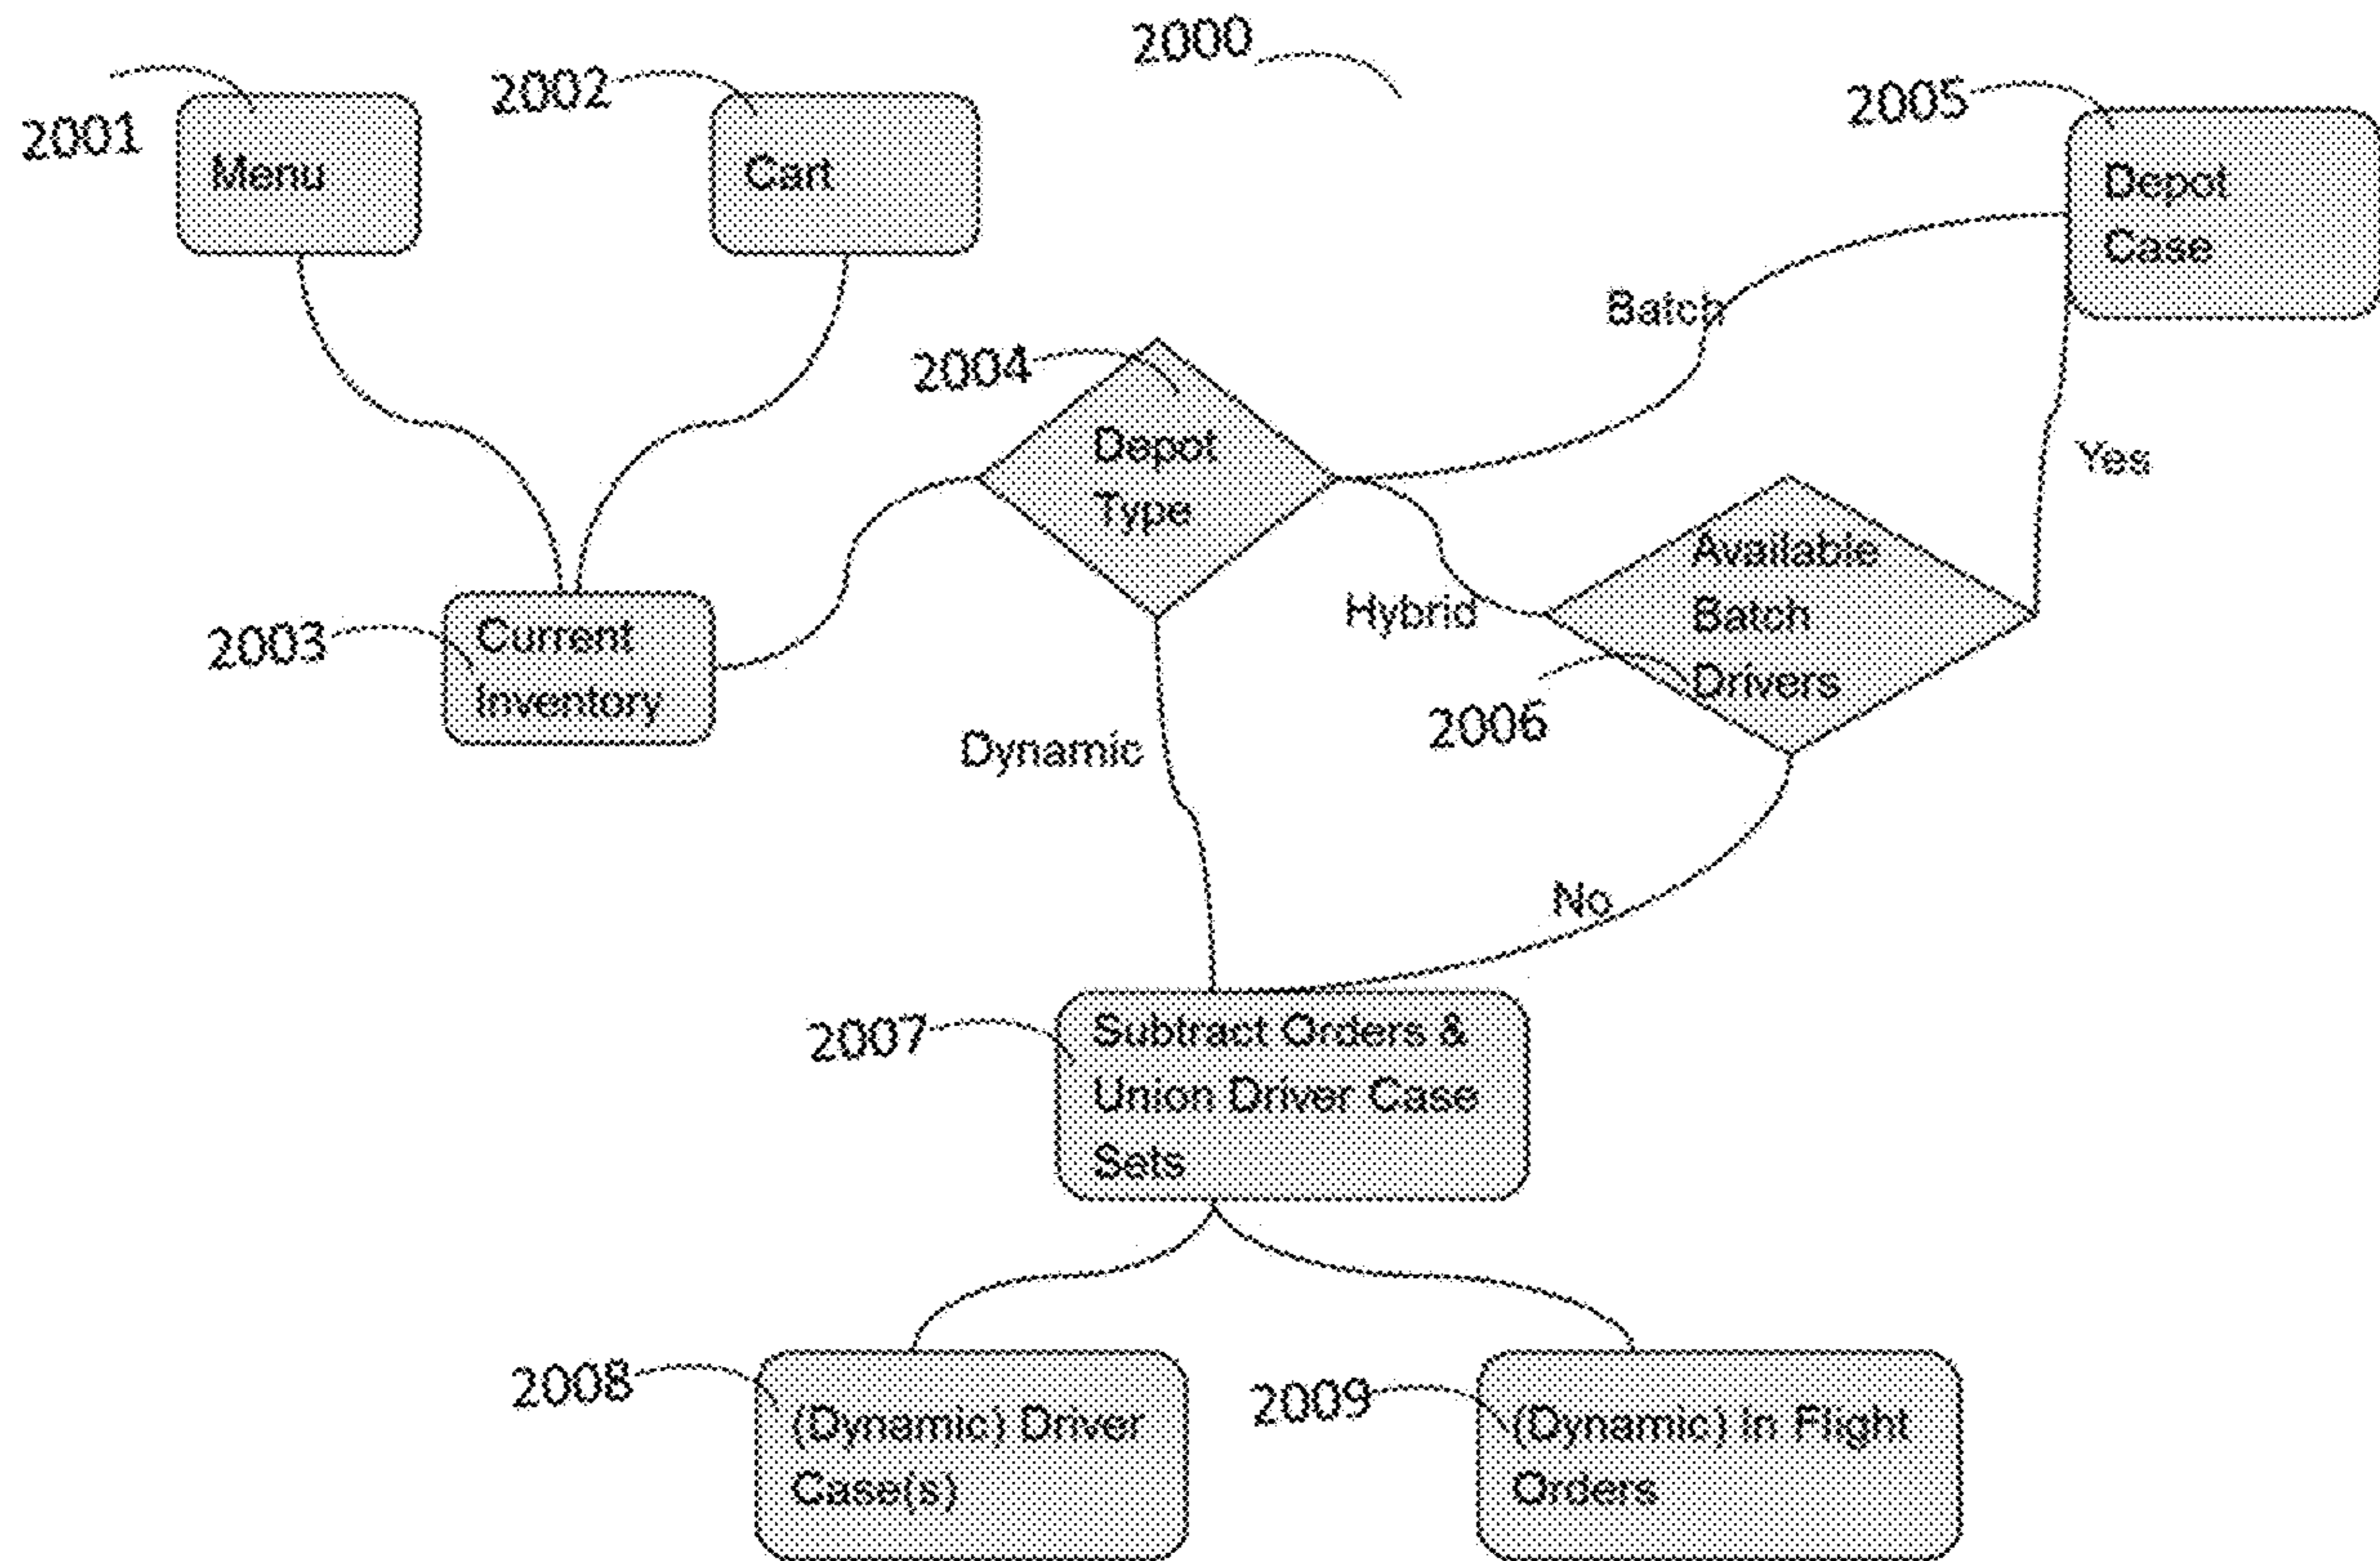 2000
2001
Menu
2002
Cart
2005
Depot
Case
Batch
2004
Depot
Type
Yes
Available
Batch
Drivers
Hybrid
2006
2003
Current
Inventory
Dynamic
No
2007
Subtract Orders &
Union Driver Case
Sets
2008
(Dynamic) Driver
Case(s)
2009
(Dynamic) In Flight
Orders